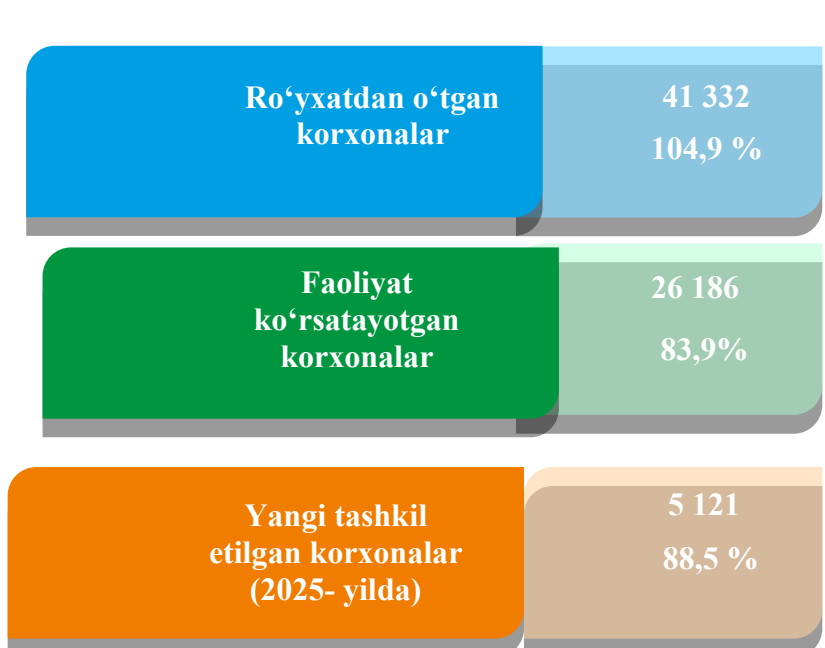 Ro‘yxatdan o‘tgan
korxonalar
41 332
104,9 %
Faoliyat
ko‘rsatayotgan
korxonalar
26 186
83,9%
Yangi tashkil
etilgan korxonalar
(2025- yilda)
5 121
88,5 %